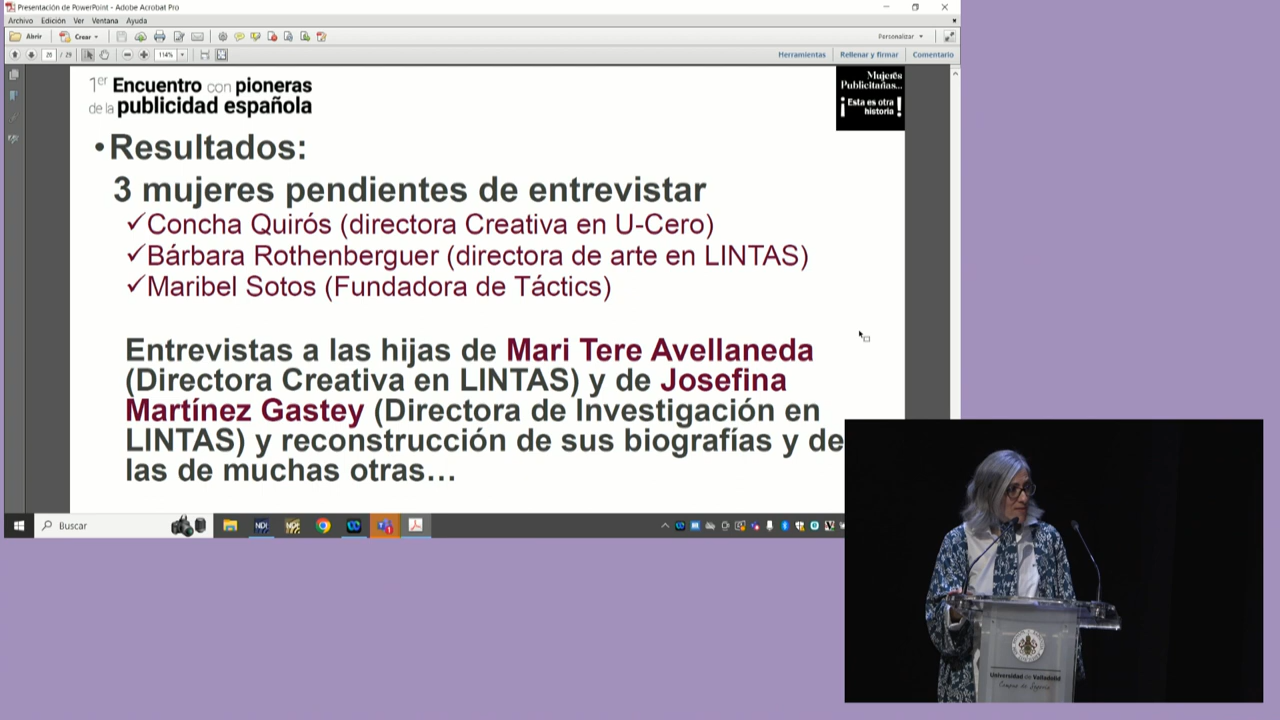 Presentación de PowerPoint - Adobe Acrobat Pro
Archivo Edición Ver Ventana Ayuda
Abrir Crear Personalizar
28 / 29 114% Herramientas Rellenar y firmar Comentario
1er Encuentro con pioneras
de la publicidad española
Mujeres
Publicitarias...
¡Esta es otra
historia!
•Resultados:
3 mujeres pendientes de entrevistar
✓Concha Quirós (directora Creativa en U-Cero)
✓Bárbara Rothenberguer (directora de arte en LINTAS)
✓Maribel Sotos (Fundadora de Táctics)
Entrevistas a las hijas de Mari Tere Avellaneda
(Directora Creativa en LINTAS) y de Josefina
Martínez Gastey (Directora de Investigación en
LINTAS) y reconstrucción de sus biografías y de
las de muchas otras…
Buscar
Universidad de Valladolid
Campus de Segovia